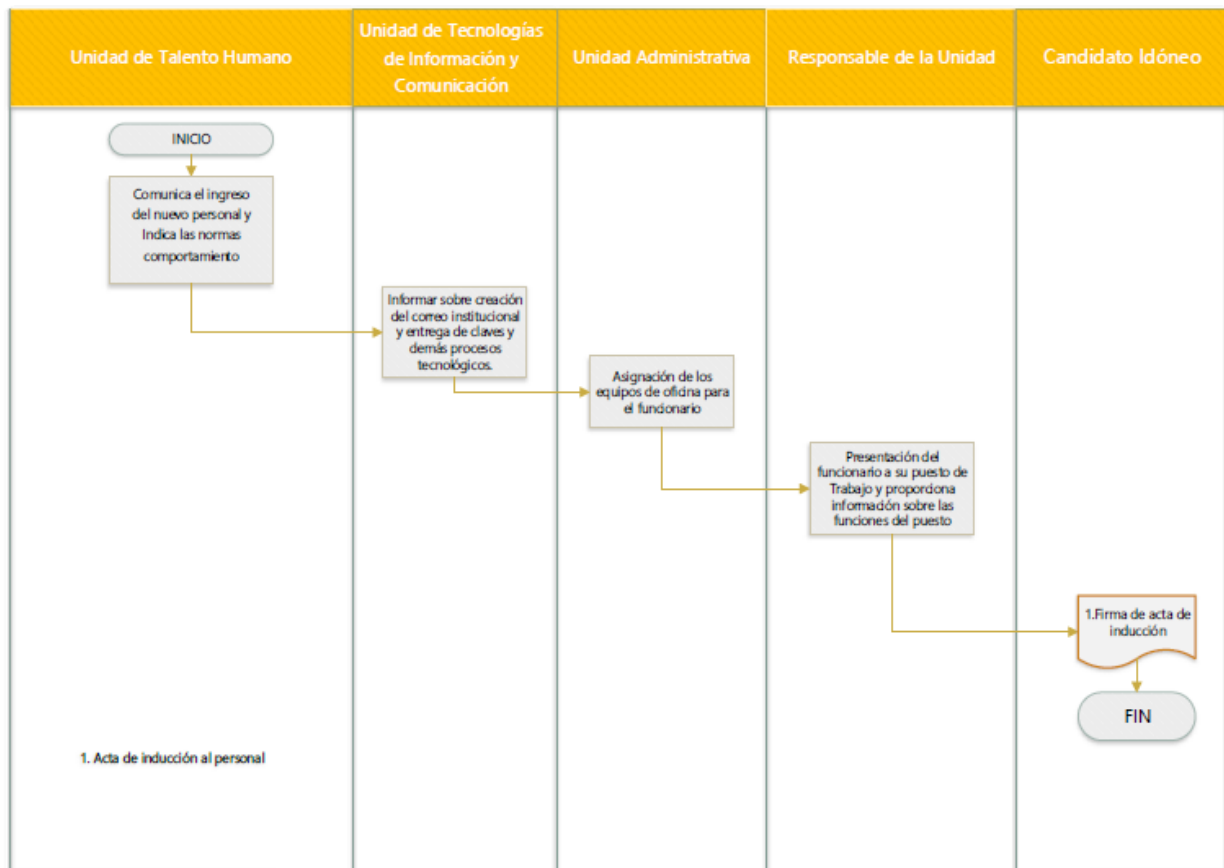 Unidad de Talento Humano
Unidad de Tecnologías
de Información y
Comunicación
Unidad Administrativa
Responsable de la Unidad
Candidato Idóneo
INICIO
Comunica el ingreso
del nuevo personal y
Indica las normas
comportamiento
Informar sobre creación
del correo institucional
y entrega de claves y
demás procesos
tecnológicos.
Asignación de los
equipos de oficina para
el funcionario
Presentación del
funcionario a su puesto de
Trabajo y proporciona
información sobre las
funciones del puesto
1.Firma de acta de
inducción
FIN
1. Acta de inducción al personal